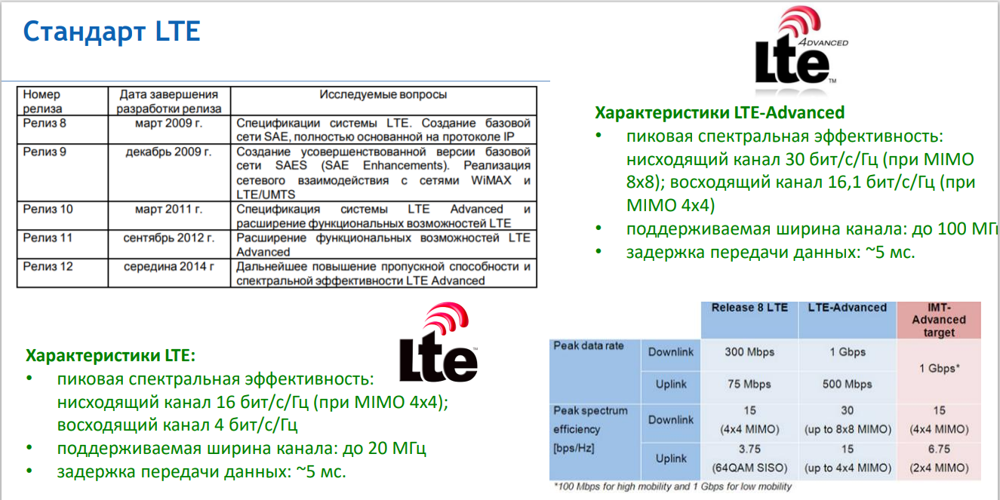 Стандарт LTE
Номер релиза | Дата завершения разработки релиза | Исследуемые вопросы
Релиз 8 | март 2009 г. | Спецификации системы LTE. Создание базовой
сети SAE, полностью основанной на протоколе IP
Релиз 9 | декабрь 2009 г. | Создание усовершенствованной версии базовой
сети SAES (SAE Enhancements). Реализация
сетевого взаимодействия с сетями WiMAX и
LTE/UMTS
Релиз 10 | март 2011 г. | Спецификация системы LTE Advanced и
расширение функциональных возможностей LTE
Релиз 11 | сентябрь 2012 г. | Расширение функциональных возможностей LTE
Advanced
Релиз 12 | середина 2014 г | Дальнейшее повышение пропускной способности и
спектральной эффективности LTE Advanced
Lte
Характеристики LTE:
• пиковая спектральная эффективность:
нисходящий канал 16 бит/с/Гц (при MIMO 4x4);
восходящий канал 4 бит/с/Гц
• поддерживаемая ширина канала: до 20 МГц
• задержка передачи данных: ~5 мс.
Lte ADVANCED TM
Характеристики LTE-Advanced
• пиковая спектральная эффективность:
нисходящий канал 30 бит/с/Гц (при MIMO
8x8); восходящий канал 16,1 бит/с/Гц (при
MIMO 4x4)
• поддерживаемая ширина канала: до 100 МГ
• задержка передачи данных: ~5 мс.
Release 8 LTE | LTE-Advanced | IMT-
Advanced
target
Peak data rate | Downlink | 300 Mbps | 1 Gbps | 1 Gbps*
Uplink | 75 Mbps | 500 Mbps
Peak spectrum
efficiency
[bps/Hz] | Downlink | 15 | 30 | 15
(4x4 MIMO) | (up to 8x8 MIMO) | (4x4 MIMO)
Uplink | 3.75 | 15 | 6.75
(64QAM SISO) | (up to 4x4 MIMO) | (2x4 MIMO)
*100 Mbps for high mobility and 1 Gbps for low mobility